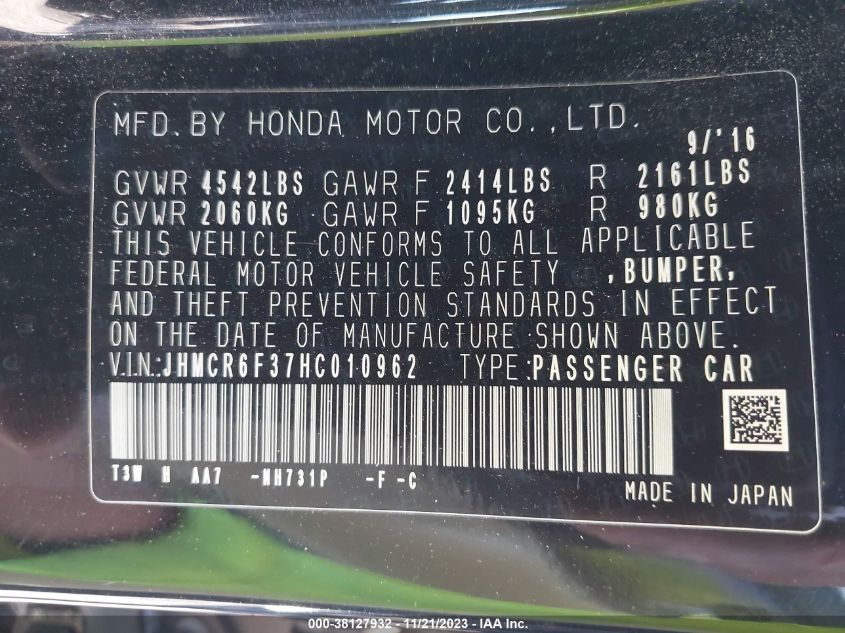 MFD. BY HONDA MOTOR CO., LTD. 9/'16
GVWR 4542LBS GAWR F 2414LBS R 2161LBS
GVWR 2060KG GAWR F 1095KG R 980KG
THIS VEHICLE CONFORMS TO ALL APPLICABLE
FEDERAL MOTOR VEHICLE SAFETY , BUMPER,
AND THEFT PREVENTION STANDARDS IN EFFECT
ON THE DATE OF MANUFACTURE SHOWN ABOVE.
V.I.N.:JHMCR6F37HC010962 TYPE:PASSENGER CAR
T3W H AA7 -NH731P -F -C
MADE IN JAPAN
000-38127932 - 11/21/2023 - IAA Inc.